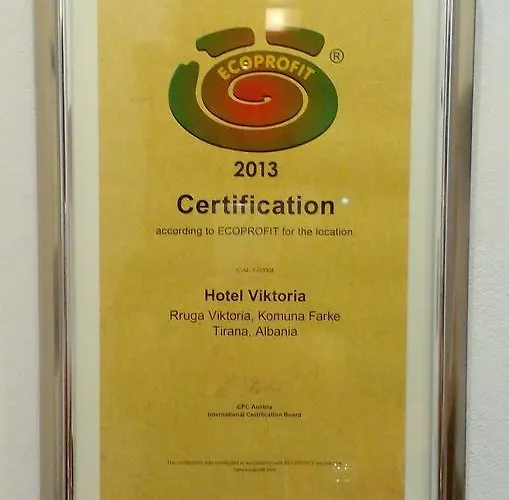 ECOPROFIT
®
2013
Certification
according to ECOPROFIT for the location
Hotel Viktoria
Rruga Viktoria, Komuna Farke
Tirana, Albania
CPC Austria
International Certification Board